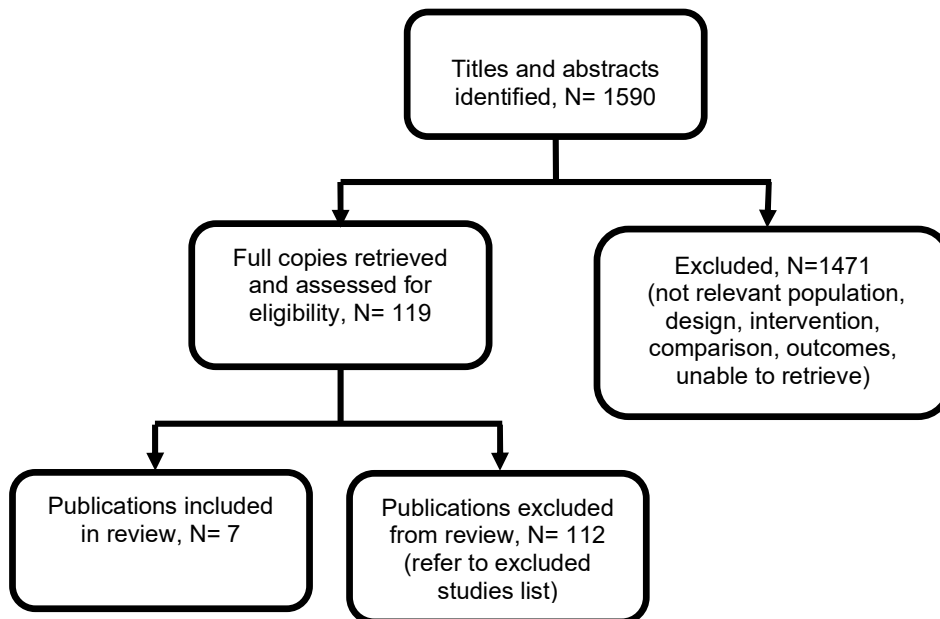 Titles and abstracts
identified, N= 1590
Full copies retrieved
and assessed for
eligibility, N= 119
Excluded, N=1471
(not relevant population,
design, intervention,
comparison, outcomes,
unable to retrieve)
Publications included
in review, N= 7
Publications excluded
from review, N= 112
(refer to excluded
studies list)